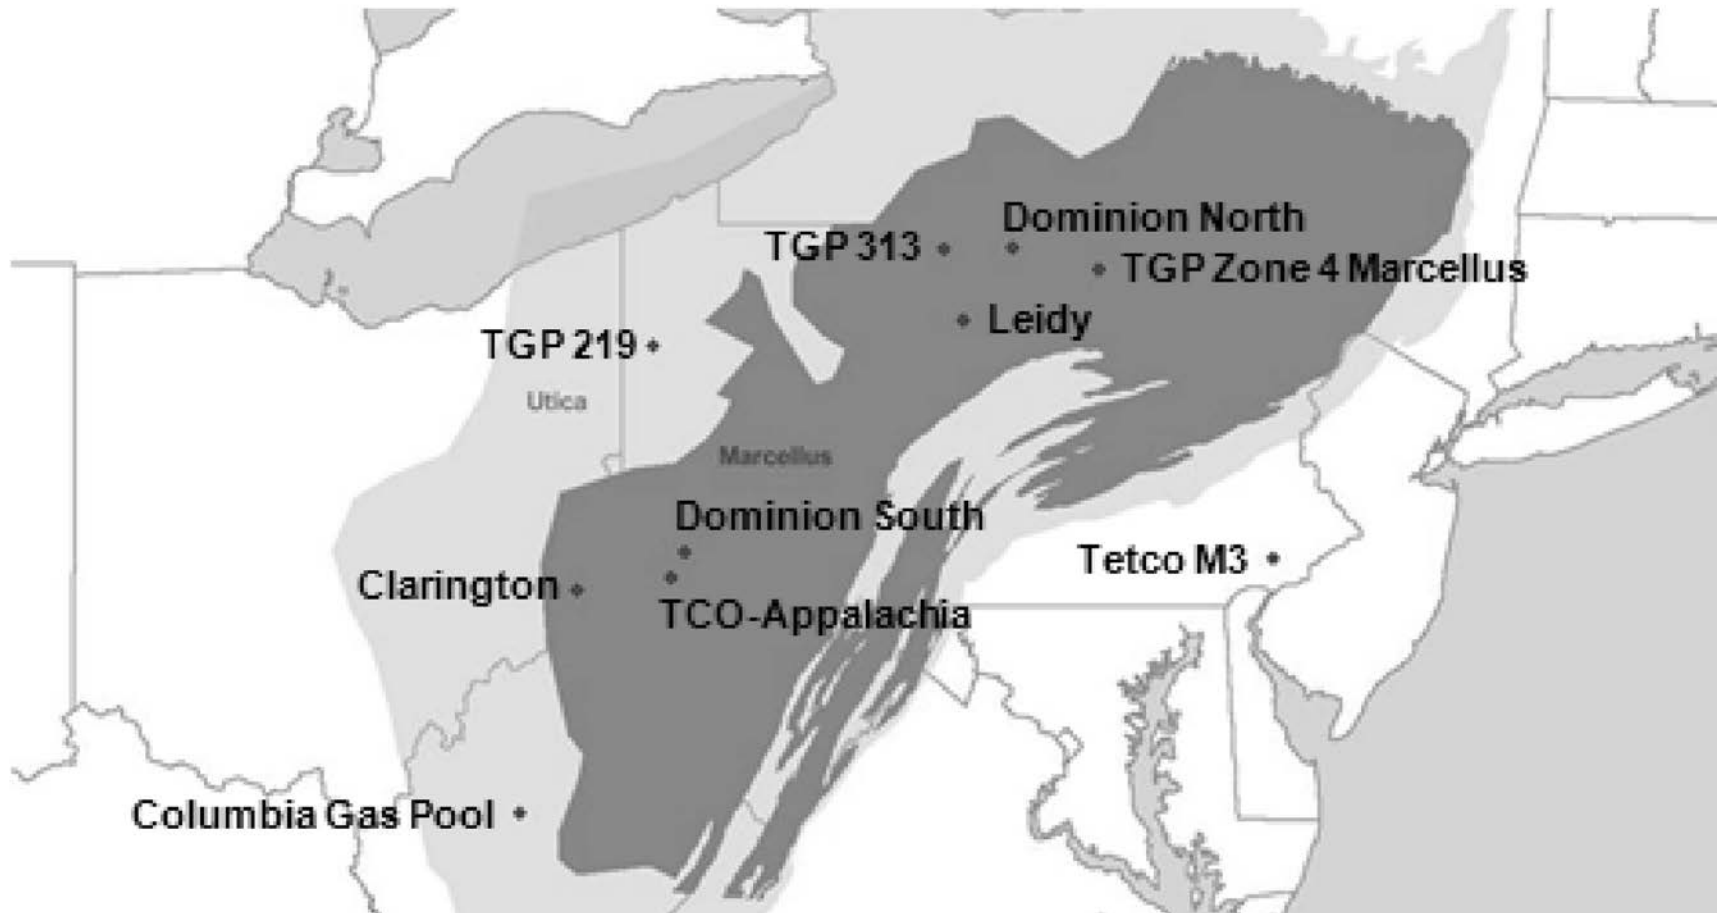 Dominion North
TGP 313
TGP Zone 4 Marcellus
Leidy
TGP 219
Utica
Marcellus
Dominion South
Tetco M3
Clarington
TCO-Appalachia
Columbia Gas Pool